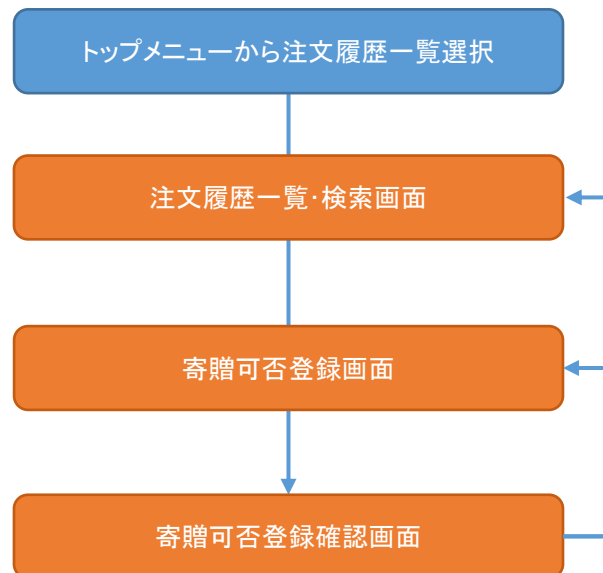 トップメニューから注文履歴一覧選択
注文履歴一覧・検索画面
寄贈可否登録画面
寄贈可否登録確認画面